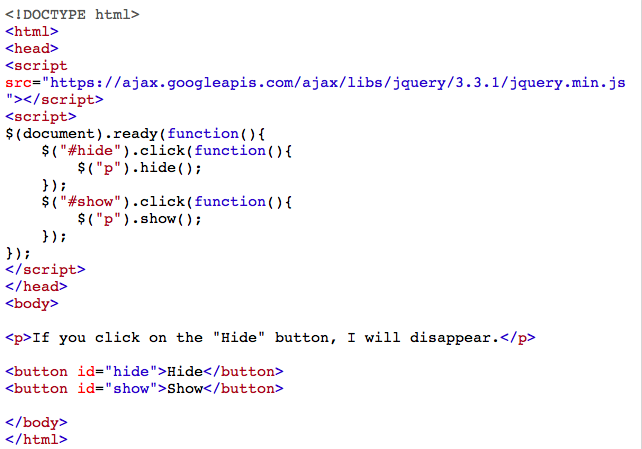 <!DOCTYPE html>
<html>
<head>
<script
src="https://ajax.googleapis.com/ajax/libs/jquery/3.3.1/jquery.min.js
"></script>
<script>
$(document).ready(function(){
    $("#hide").click(function(){
        $("p").hide();
    });
    $("#show").click(function(){
        $("p").show();
    });
});
</script>
</head>
<body>

<p>If you click on the "Hide" button, I will disappear.</p>

<button id="hide">Hide</button>
<button id="show">Show</button>

</body>
</html>